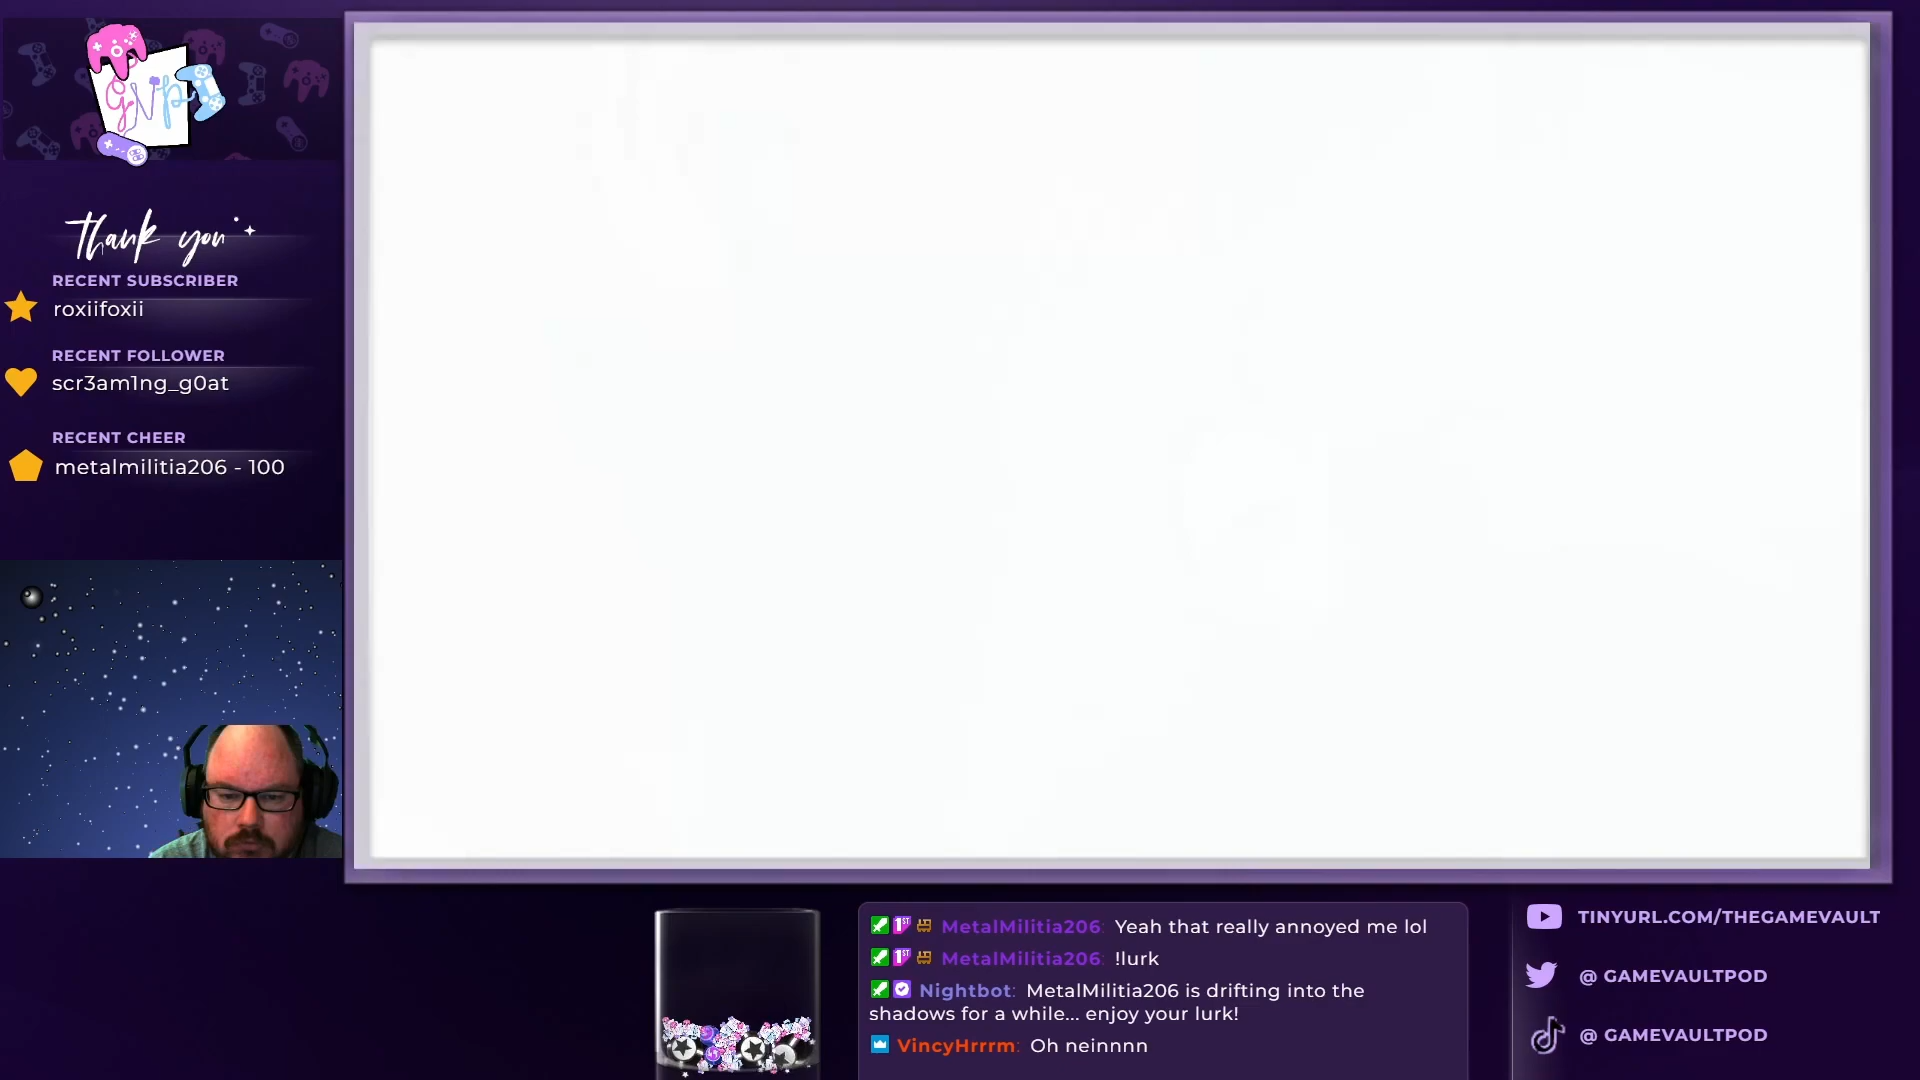 gvp
Thank you
RECENT SUBSCRIBER
roxiifoxii
RECENT FOLLOWER
scr3am1ng_g0at
RECENT CHEER
metalmilitia206 - 100
MetalMilitia206: Yeah that really annoyed me lol
MetalMilitia206: !lurk
Nightbot: MetalMilitia206 is drifting into the
shadows for a while... enjoy your lurk!
VincyHrrrm: Oh neinnnn
TINYURL.COM/THEGAMEVAULT
@ GAMEVAULTPOD
@ GAMEVAULTPOD